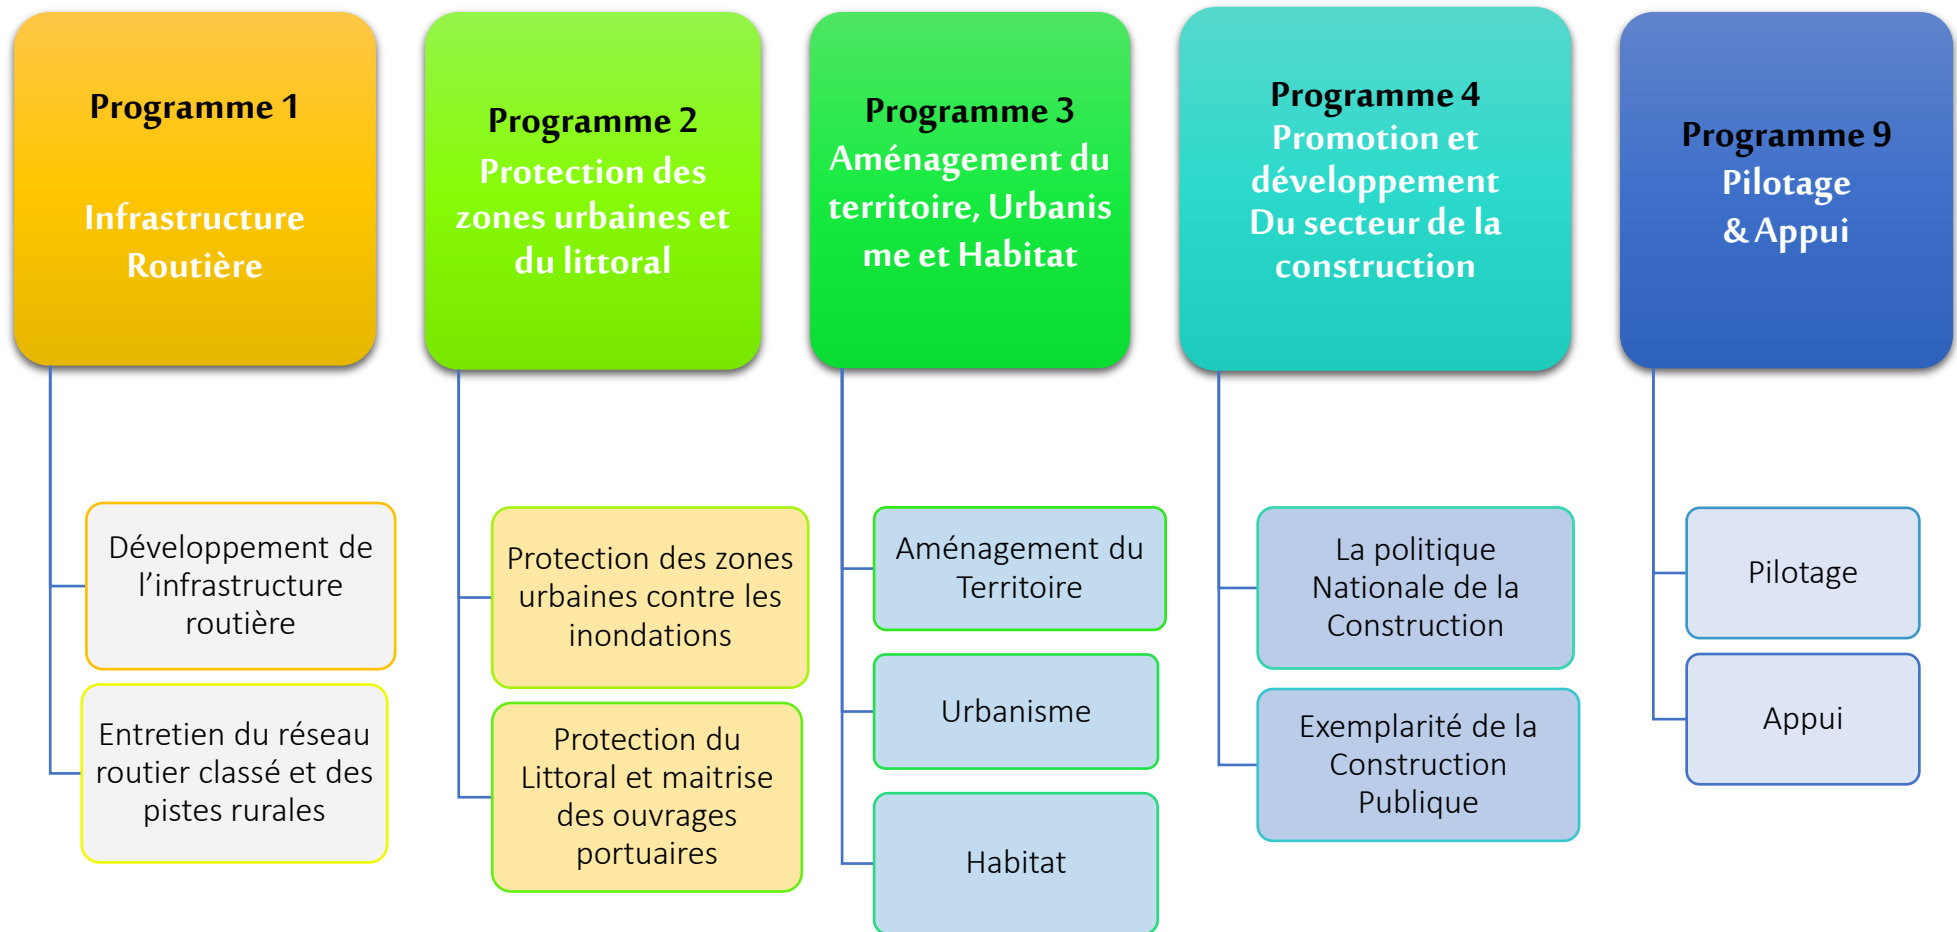 Programme 1
Infrastructure
Routière
Programme 2
Protection des
zones urbaines et
du littoral
Programme 3
Aménagement du
territoire, Urbanis
me et Habitat
Programme 4
Promotion et
développement
Du secteur de la
construction
Programme 9
Pilotage
& Appui
Développement de
l’infrastructure
routière
Entretien du réseau
routier classé et des
pistes rurales
Protection des zones
urbaines contre les
inondations
Protection du
Littoral et maitrise
des ouvrages
portuaires
Aménagement du
Territoire
Urbanisme
Habitat
La politique
Nationale de la
Construction
Exemplarité de la
Construction
Publique
Pilotage
Appui